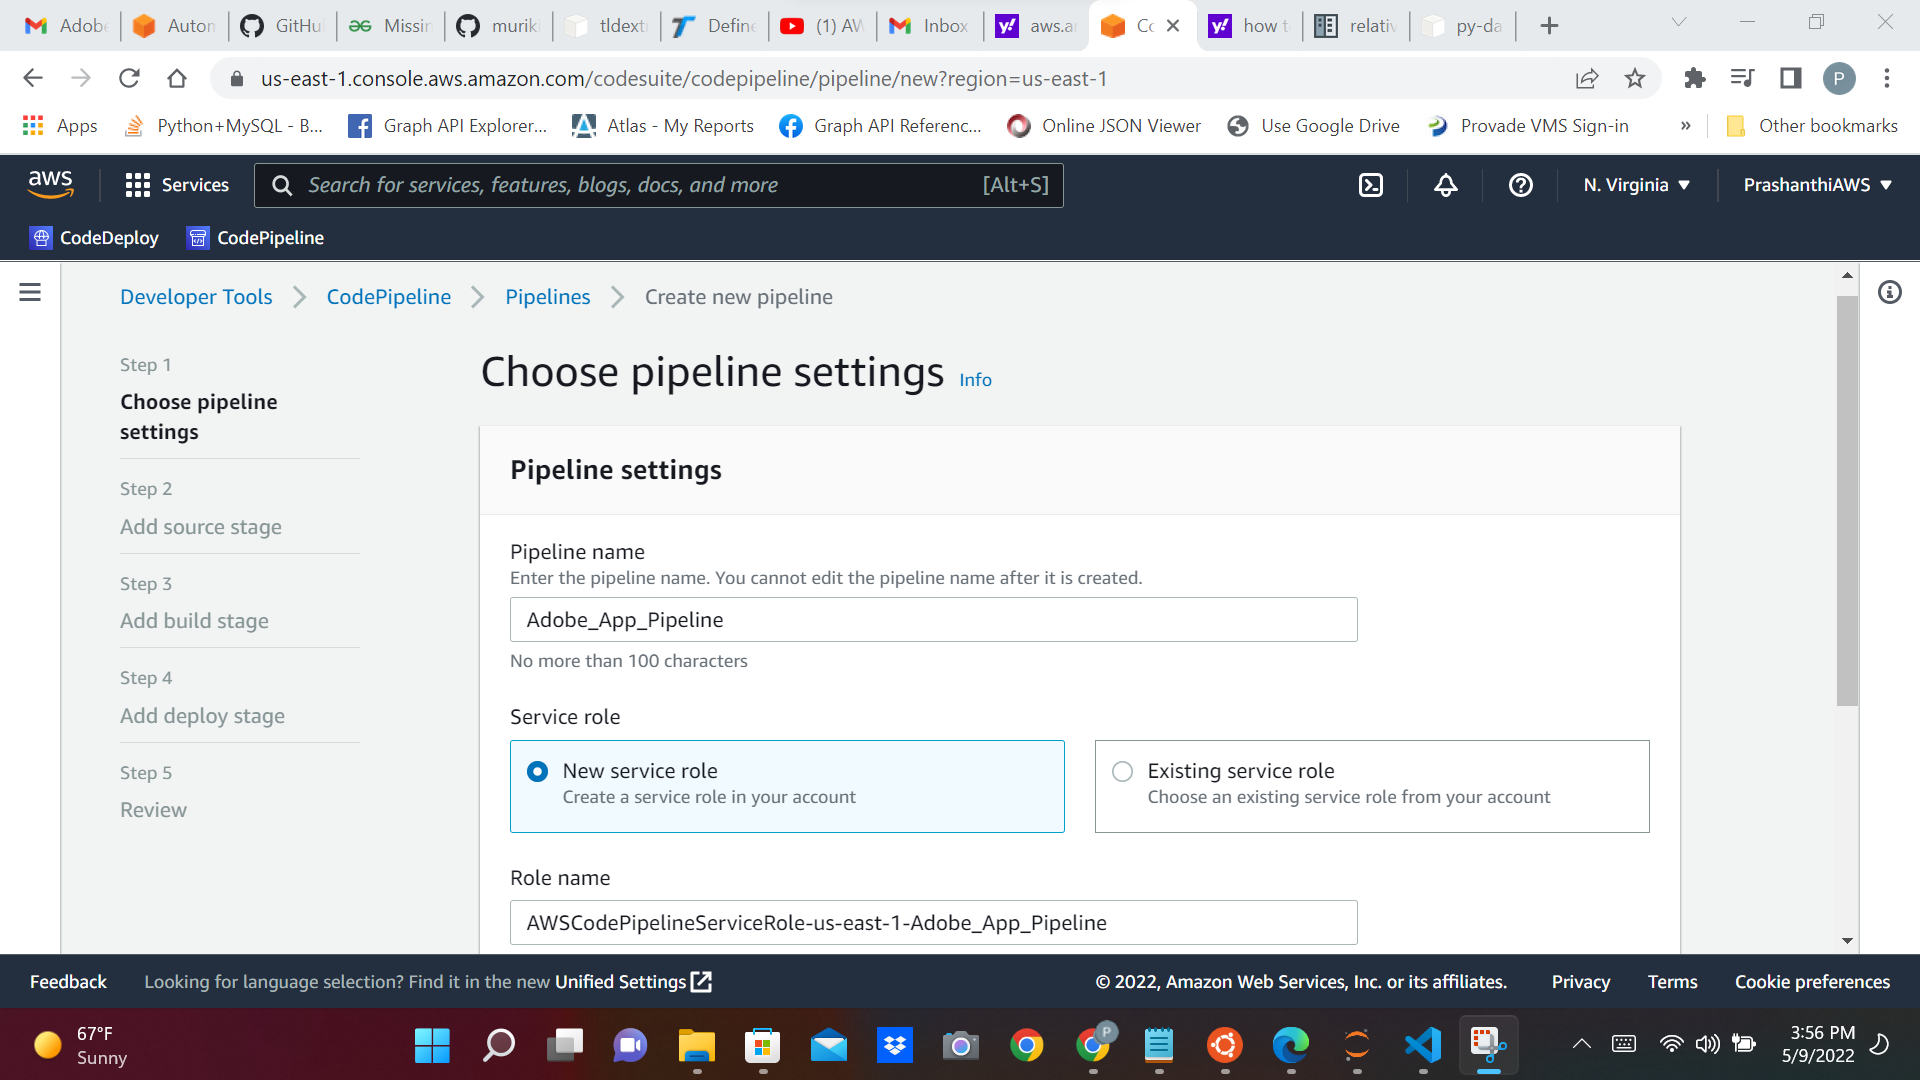 Adobe
Autom
GitHu
Missin
muriki
tldextr
Define
(1) AW
Inbox
aws.a
Co
how t
relativ
py-da
us-east-1.console.aws.amazon.com/codesuite/codepipeline/pipeline/new?region=us-east-1
P
Apps
Python+MySQL - B...
Graph API Explorer...
Atlas - My Reports
Graph API Referenc...
Online JSON Viewer
Use Google Drive
Provade VMS Sign-in
»
Other bookmarks
aws
Services
Search for services, features, blogs, docs, and more
[Alt+S]
N. Virginia
PrashanthiAWS
CodeDeploy
CodePipeline
Developer Tools
CodePipeline
Pipelines
Create new pipeline
Step 1
Choose pipeline
settings
Step 2
Add source stage
Step 3
Add build stage
Step 4
Add deploy stage
Step 5
Review
Choose pipeline settings Info
Pipeline settings
Pipeline name
Enter the pipeline name. You cannot edit the pipeline name after it is created.
Adobe_App_Pipeline
No more than 100 characters
Service role
New service role
Create a service role in your account
Existing service role
Choose an existing service role from your account
Role name
AWSCodePipelineServiceRole-us-east-1-Adobe_App_Pipeline
Feedback
Looking for language selection? Find it in the new Unified Settings
© 2022, Amazon Web Services, Inc. or its affiliates.
Privacy
Terms
Cookie preferences
67°F
Sunny
P
3:56 PM
5/9/2022